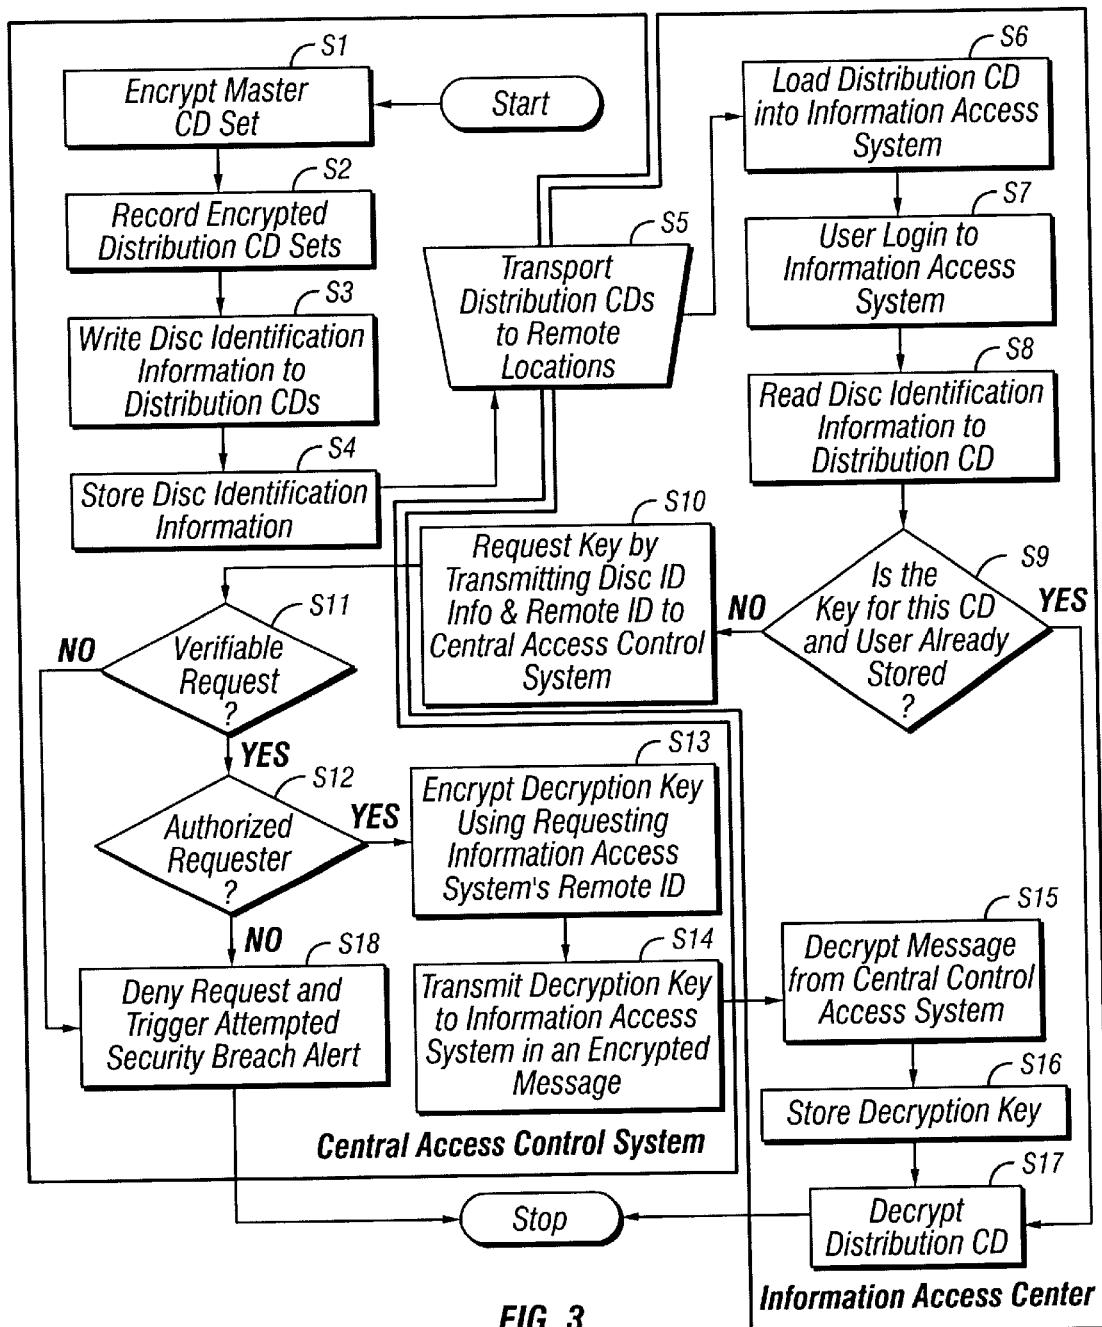 S1
Encrypt Master
CD Set
Start
S2
Record Encrypted
Distribution CD Sets
S3
Write Disc Identification
Information to
Distribution CDs
S4
Store Disc Identification
Information
S5
Transport
Distribution CDs
to Remote
Locations
S6
Load Distribution CD
into Information Access
System
S7
User Login to
Information Access
System
S8
Read Disc Identification
Information to
Distribution CD
S9
Is the
Key for this CD
and User Already
Stored
?
YES
NO
S10
Request Key by
Transmitting Disc ID
Info & Remote ID to
Central Access Control
System
S11
Verifiable
Request
?
NO
YES
S12
Authorized
Requester
?
YES
NO
S13
Encrypt Decryption Key
Using Requesting
Information Access
System's Remote ID
S14
Transmit Decryption Key
to Information Access
System in an Encrypted
Message
S15
Decrypt Message
from Central Control
Access System
S16
Store Decryption Key
S17
Decrypt
Distribution CD
S18
Deny Request and
Trigger Attempted
Security Breach Alert
Central Access Control System
Stop
Information Access Center
FIG. 3